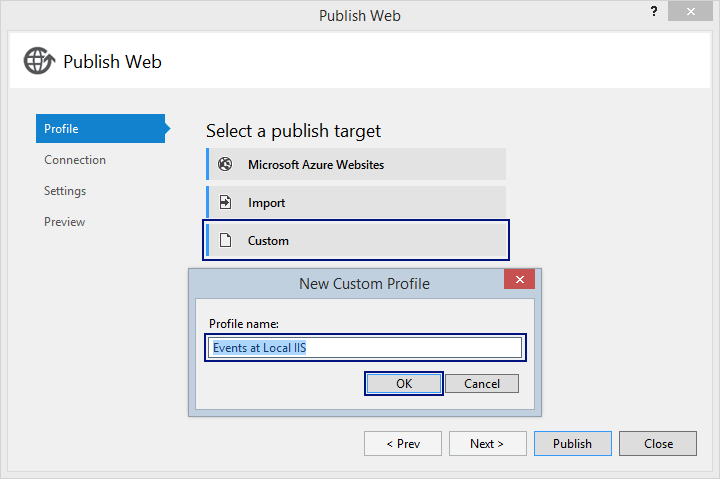 Publish Web
?
Publish Web
Profile
Connection
Settings
Preview
Select a publish target
Microsoft Azure Websites
Import
Custom
New Custom Profile
Profile name:
Events at Local IIS
OK Cancel
< Prev Next > Publish Close